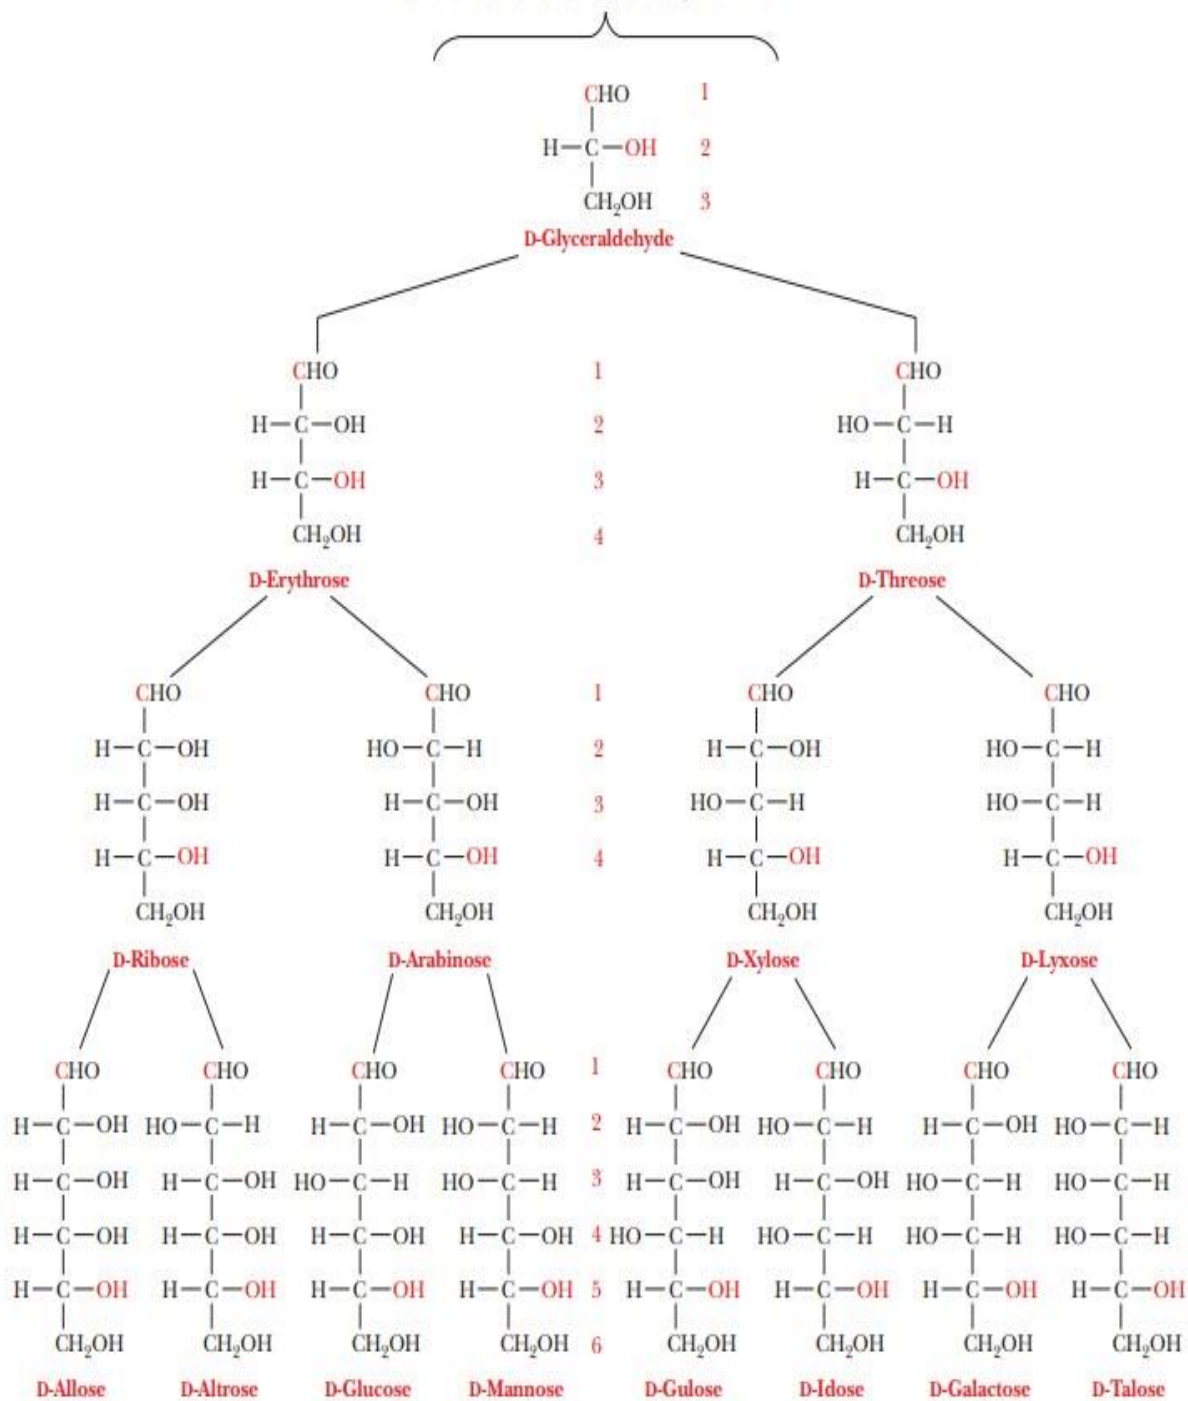 CHO 1
H—C—OH 2
CH₂OH 3
D-Glyceraldehyde
CHO 1 CHO
H—C—OH 2 HO—C—H
H—C—OH 3 H—C—OH
CH₂OH 4 CH₂OH
D-Erythrose D-Threose
CHO CHO 1 CHO CHO
H—C—OH HO—C—H 2 H—C—OH HO—C—H
H—C—OH H—C—OH 3 HO—C—H HO—C—H
H—C—OH H—C—OH 4 H—C—OH H—C—OH
CH₂OH CH₂OH CH₂OH CH₂OH
D-Ribose D-Arabinose D-Xylose D-Lyxose
CHO CHO CHO CHO 1 CHO CHO CHO CHO
H—C—OH HO—C—H H—C—OH HO—C—H 2 H—C—OH HO—C—H H—C—OH HO—C—H
H—C—OH H—C—OH HO—C—H HO—C—H 3 H—C—OH H—C—OH HO—C—H HO—C—H
H—C—OH H—C—OH H—C—OH H—C—OH 4 HO—C—H HO—C—H HO—C—H HO—C—H
H—C—OH H—C—OH H—C—OH H—C—OH 5 H—C—OH H—C—OH H—C—OH H—C—OH
CH₂OH CH₂OH CH₂OH CH₂OH 6 CH₂OH CH₂OH CH₂OH CH₂OH
D-Allose D-Altrose D-Glucose D-Mannose D-Gulose D-Idose D-Galactose D-Talose